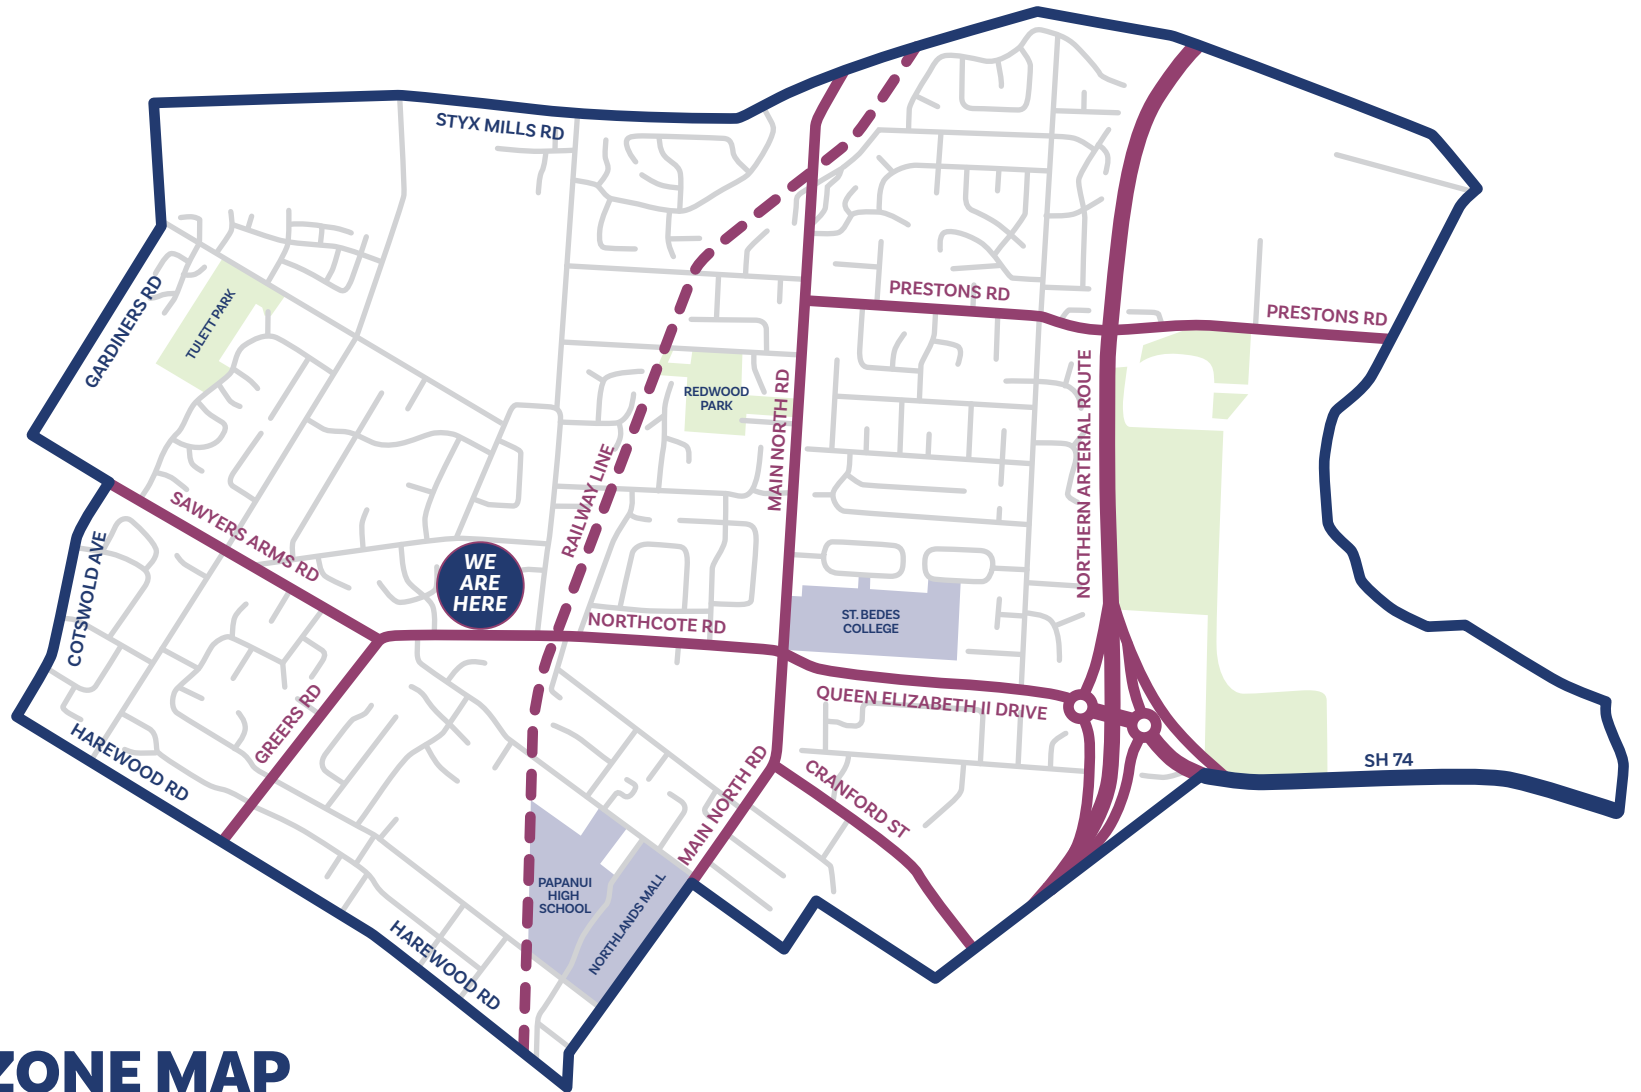 STYX MILLS RD
GARDINERS RD
TULETT PARK
PRESTONS RD
PRESTONS RD
REDWOOD
PARK
MAIN NORTH RD
NORTHERN ARTERIAL ROUTE
RAILWAY LINE
SAWYERS ARMS RD
COTSWOLD AVE
WE
ARE
HERE
NORTHCOTE RD
ST. BEDES
COLLEGE
QUEEN ELIZABETH II DRIVE
GREERS RD
HAREWOOD RD
MAIN NORTH RD
CRANFORD ST
SH 74
PAPANUI
HIGH
SCHOOL
NORTHLANDS MALL
HAREWOOD RD
ZONE MAP